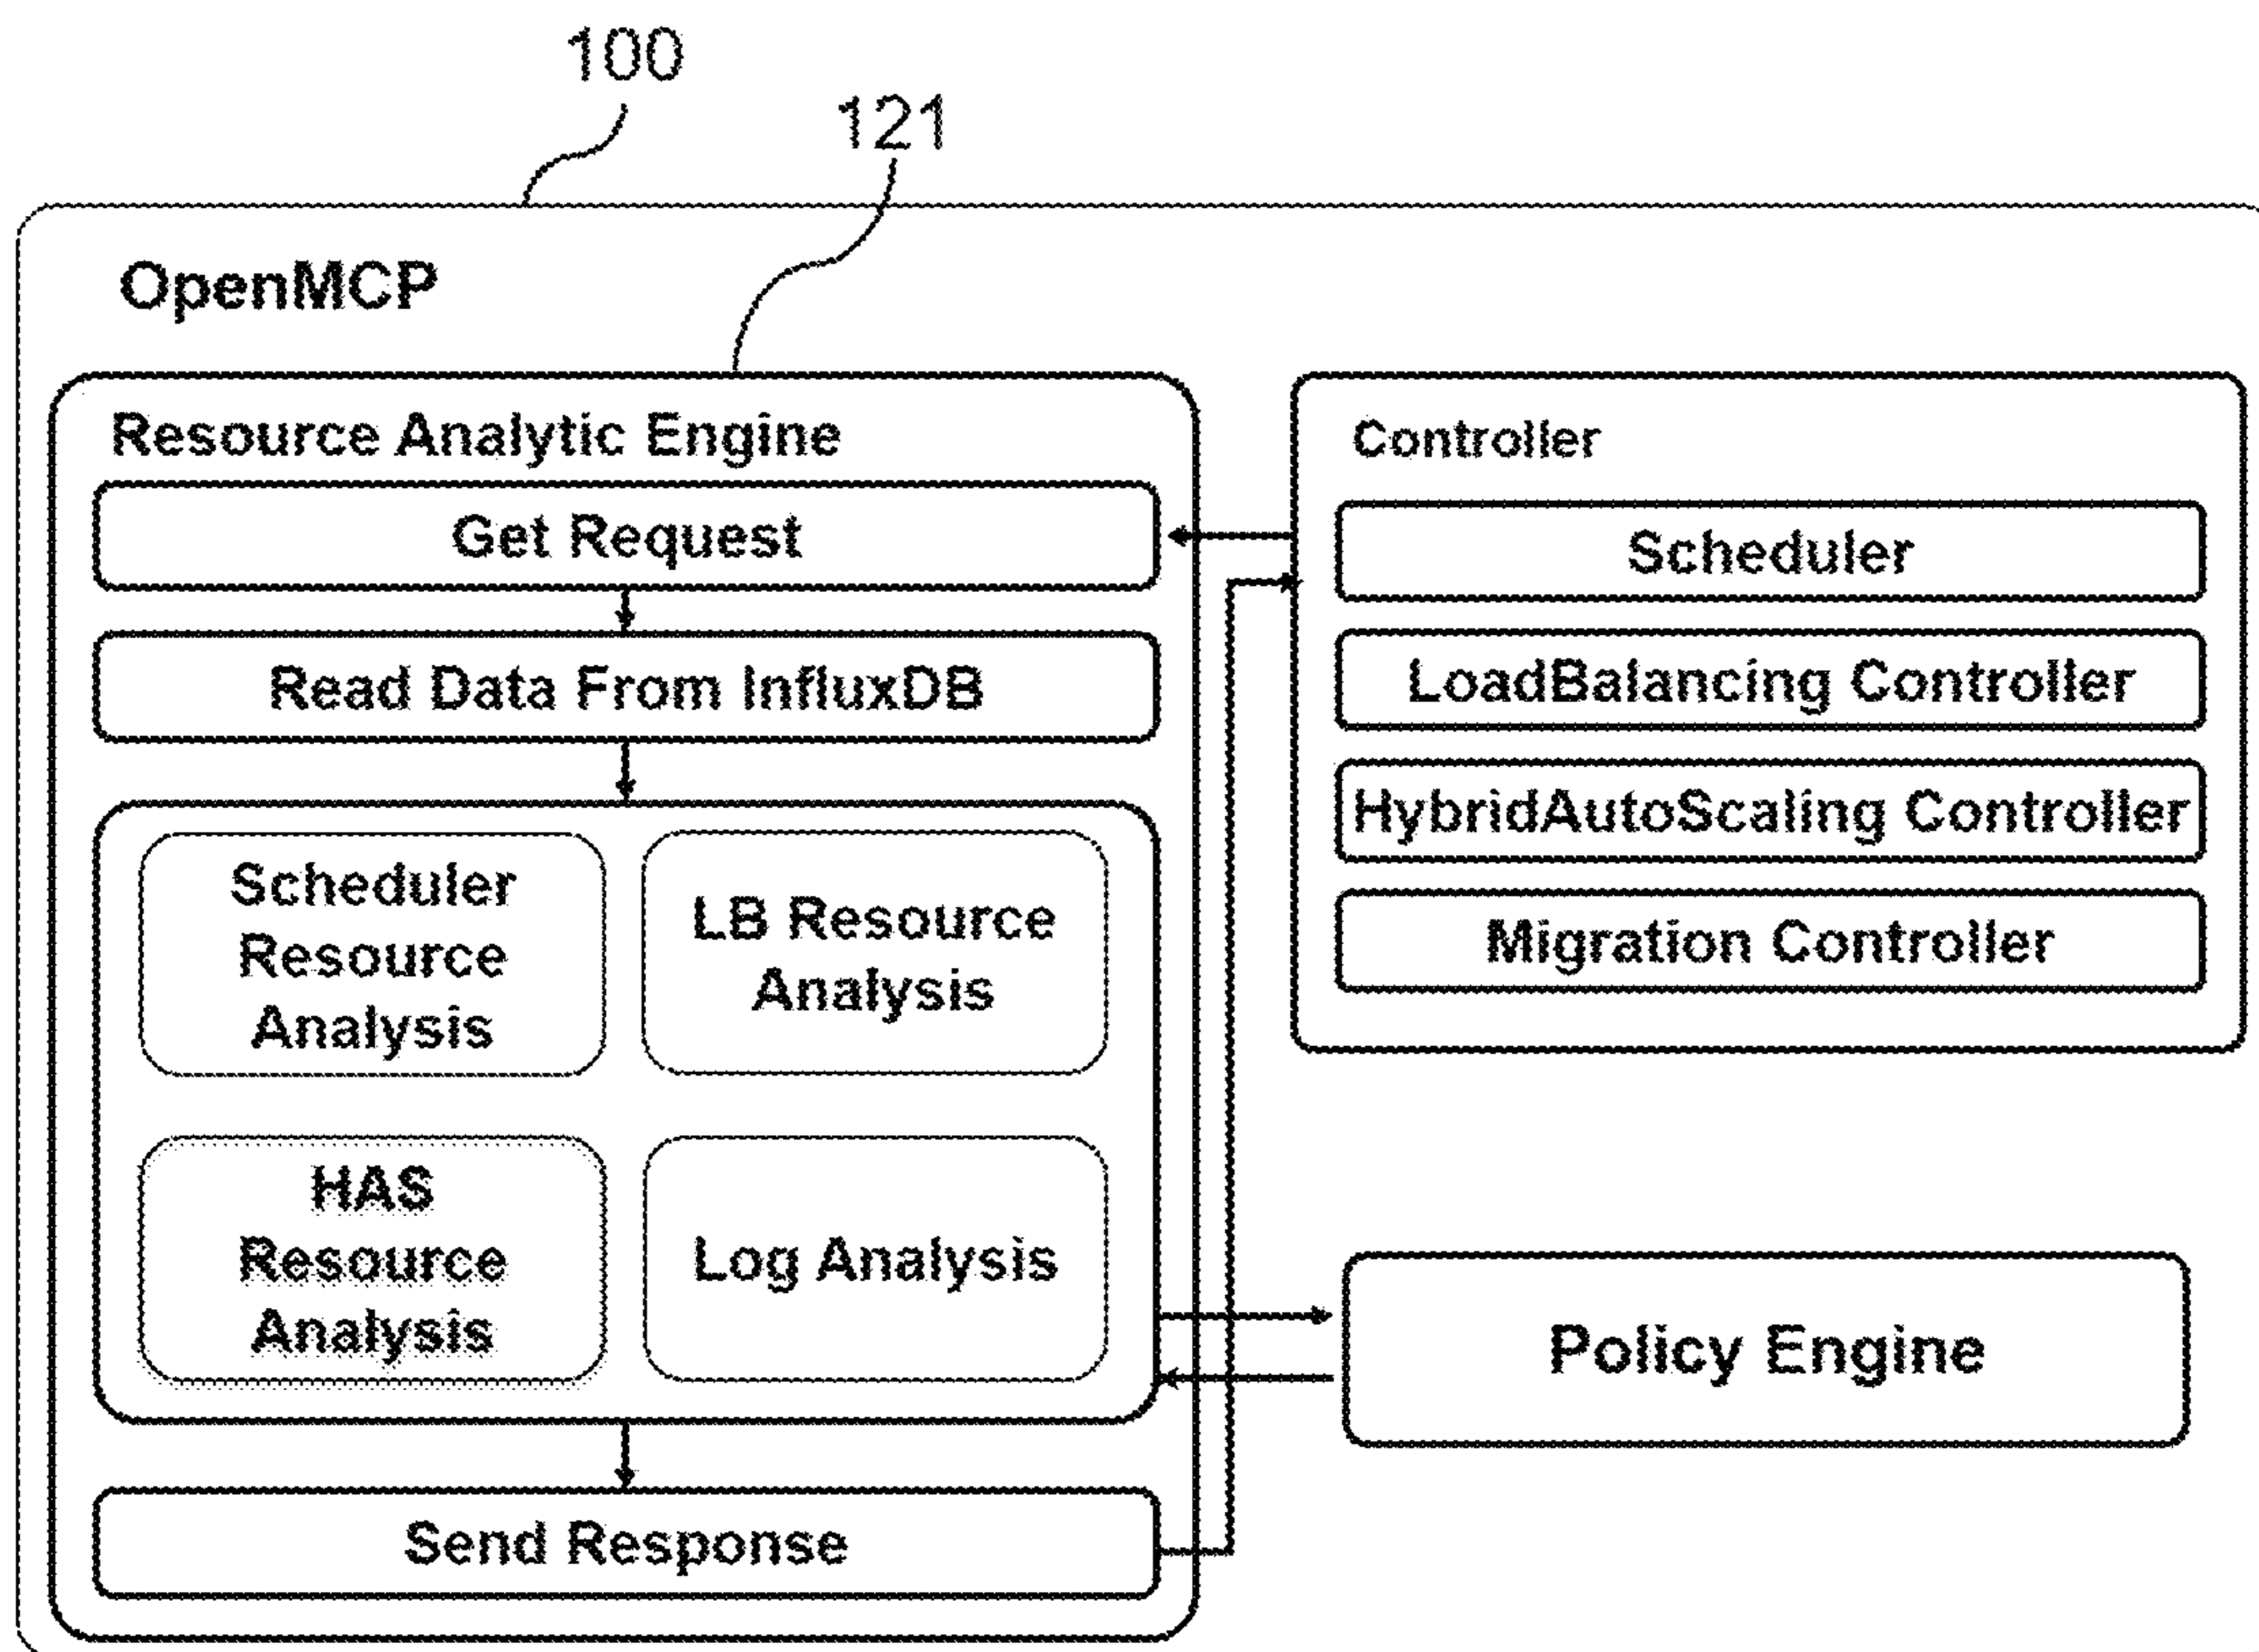 100
121
OpenMCP
Resource Analytic Engine
Get Request
Read Data From InfluxDB
Scheduler
Resource
Analysis
LB Resource
Analysis
HAS
Resource
Analysis
Log Analysis
Send Response
Controller
Scheduler
LoadBalancing Controller
HybridAutoScaling Controller
Migration Controller
Policy Engine